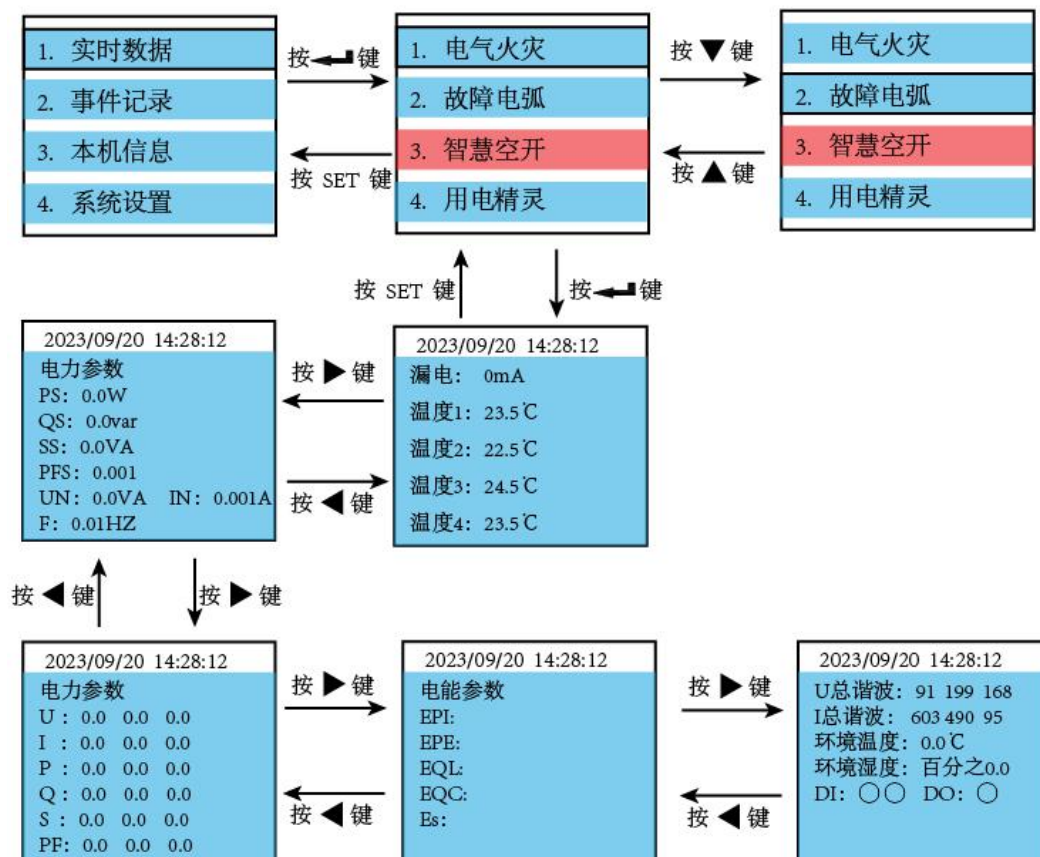 1. 实时数据
2. 事件记录
3. 本机信息
4. 系统设置
按 键
按 SET 键
1. 电气火灾
2. 故障电弧
3. 智慧空开
4. 用电精灵
按▼键
按▲键
1. 电气火灾
2. 故障电弧
3. 智慧空开
4. 用电精灵
按 SET 键
按 键
2023/09/20 14:28:12
电力参数
PS: 0.0W
QS: 0.0var
SS: 0.0VA
PFS: 0.001
UN: 0.0VA IN: 0.001A
F: 0.01HZ
按▶键
按◀键
2023/09/20 14:28:12
漏电: 0mA
温度1: 23.5℃
温度2: 22.5℃
温度3: 24.5℃
温度4: 23.5℃
按◀键
按▶键
2023/09/20 14:28:12
电力参数
U: 0.0 0.0 0.0
I: 0.0 0.0 0.0
P: 0.0 0.0 0.0
Q: 0.0 0.0 0.0
S: 0.0 0.0 0.0
PF: 0.0 0.0 0.0
按▶键
按◀键
2023/09/20 14:28:12
电能参数
EPI:
EPE:
EQL:
EQC:
Es:
按▶键
按◀键
2023/09/20 14:28:12
U总谐波: 91 199 168
I总谐波: 603 490 95
环境温度: 0.0℃
环境湿度: 百分之0.0
DI: ○○ DO: ○